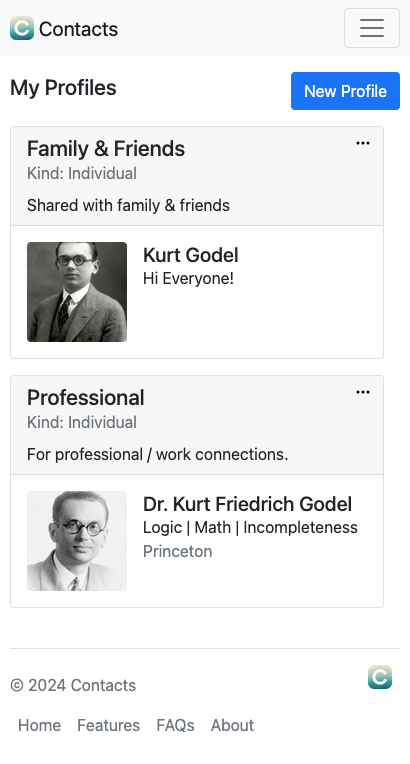 C Contacts
My Profiles
New Profile
Family & Friends
Kind: Individual
Shared with family & friends
Kurt Godel
Hi Everyone!
Professional
Kind: Individual
For professional / work connections.
Dr. Kurt Friedrich Godel
Logic | Math | Incompleteness
Princeton
© 2024 Contacts
C
Home Features FAQs About